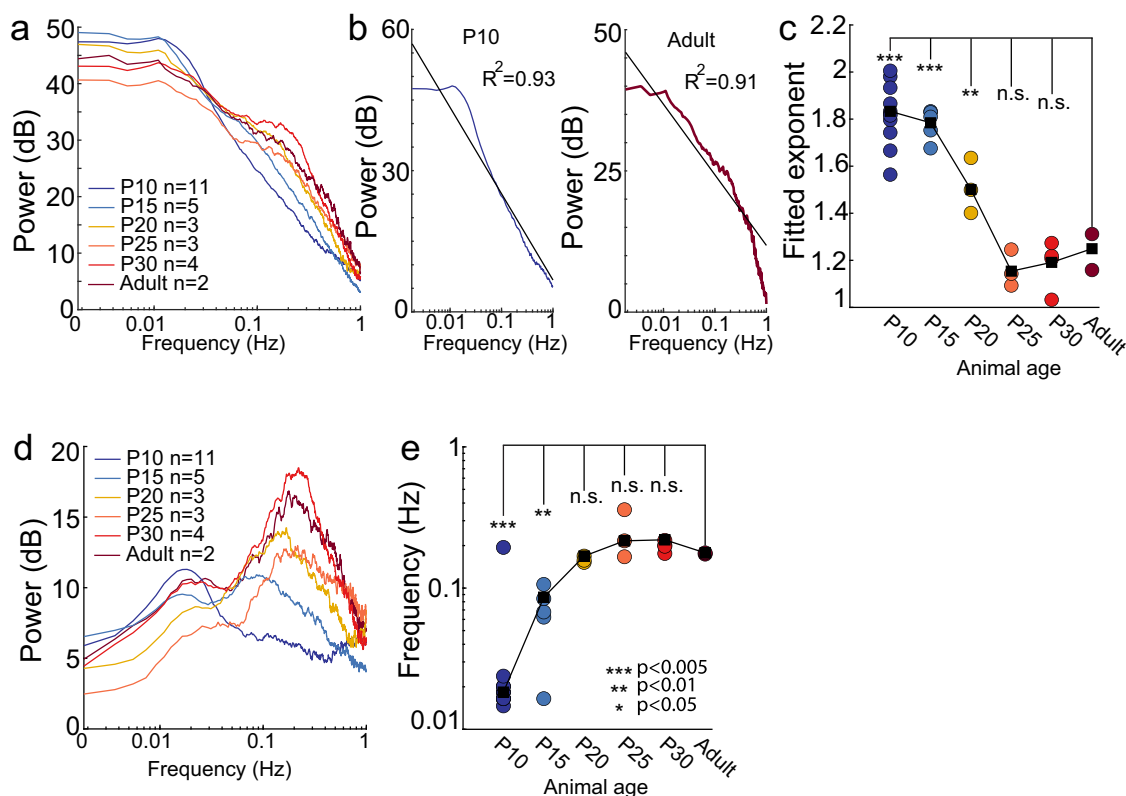 a
50
40
30
20
10
0
Power (dB)
P10 n=11
P15 n=5
P20 n=3
P25 n=3
P30 n=4
Adult n=2
0
0.01
0.1
1
Frequency (Hz)
b
60
30
0
Power (dB)
P10
R²=0.93
0
0.01
0.1
1
Frequency (Hz)
50
25
0
Power (dB)
Adult
R²=0.91
0
0.01
0.1
1
Frequency (Hz)
c
2.2
2
1.8
1.6
1.4
1.2
1
Fitted exponent
***
***
**
n.s.
n.s.
P10
P15
P20
P25
P30
Adult
Animal age
d
20
15
10
5
0
Power (dB)
P10 n=11
P15 n=5
P20 n=3
P25 n=3
P30 n=4
Adult n=2
0
0.01
0.1
1
Frequency (Hz)
e
1
0.1
0.01
Frequency (Hz)
***
**
n.s.
n.s.
n.s.
*** p<0.005
** p<0.01
* p<0.05
P10
P15
P20
P25
P30
Adult
Animal age